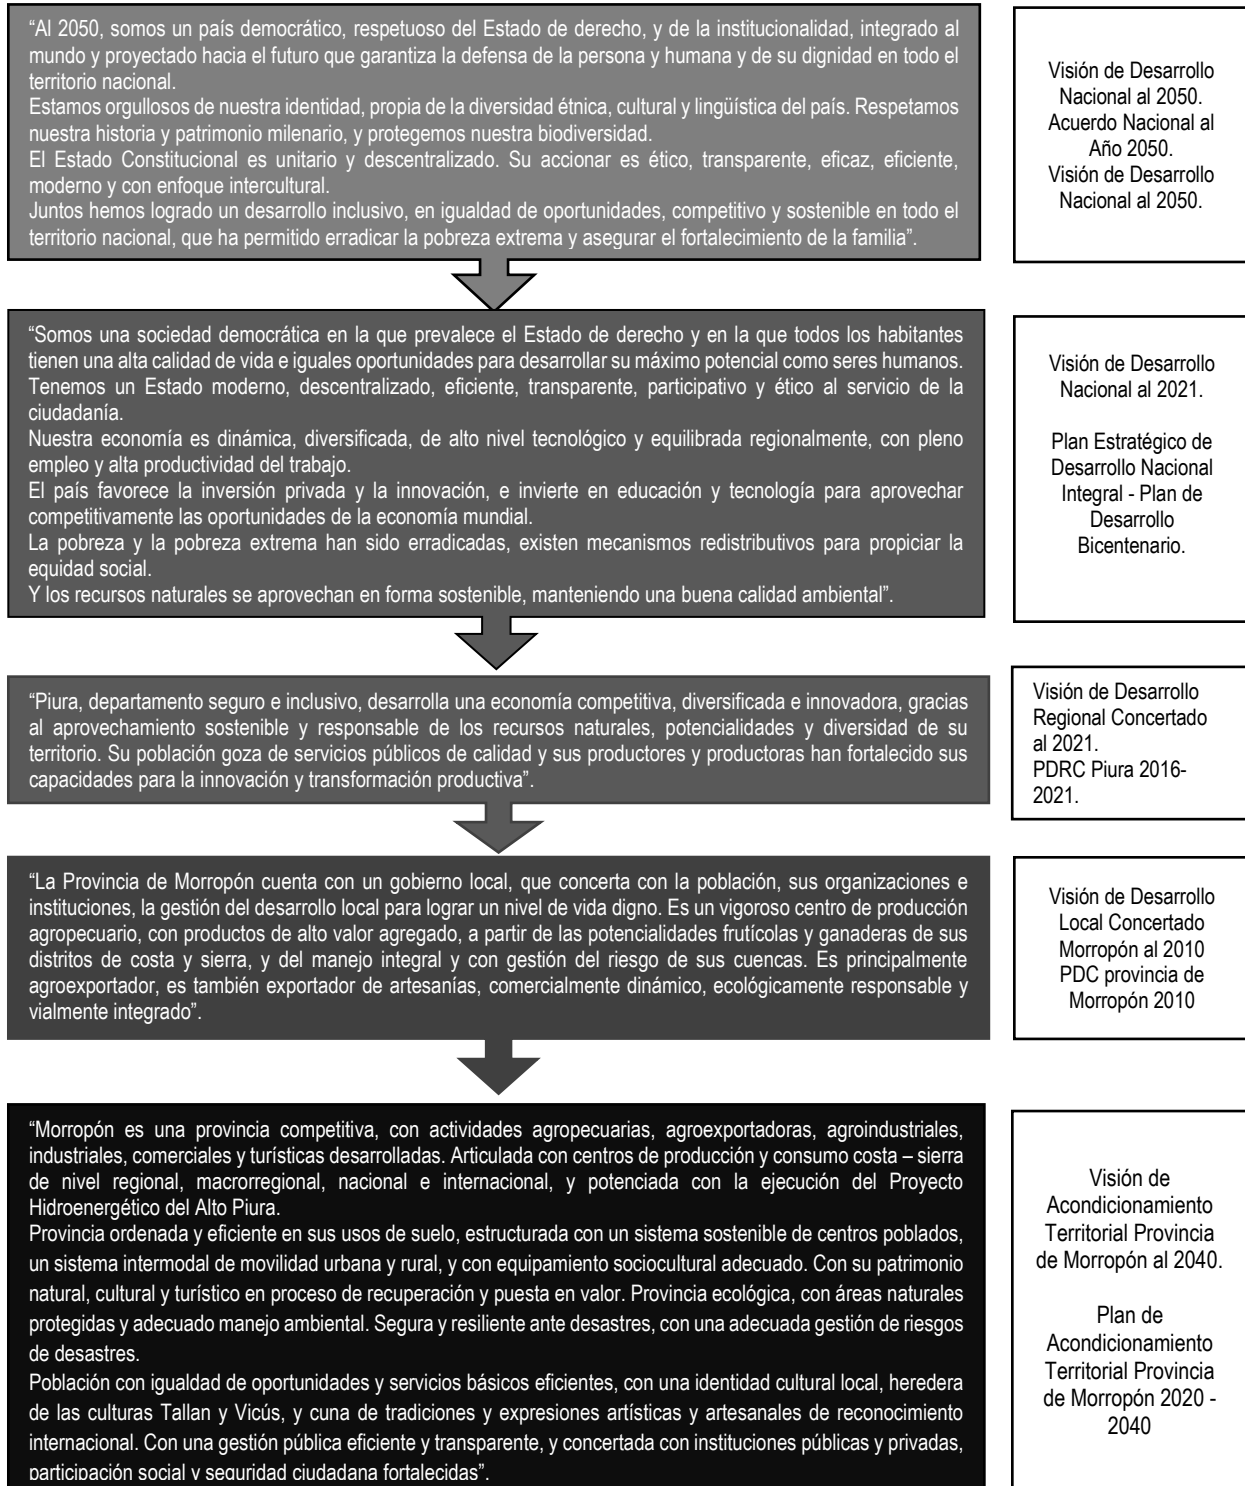 “Al 2050, somos un país democrático, respetuoso del Estado de derecho, y de la institucionalidad, integrado al
mundo y proyectado hacia el futuro que garantiza la defensa de la persona y humana y de su dignidad en todo el
territorio nacional.
Estamos orgullosos de nuestra identidad, propia de la diversidad étnica, cultural y lingüística del país. Respetamos
nuestra historia y patrimonio milenario, y protegemos nuestra biodiversidad.
El Estado Constitucional es unitario y descentralizado. Su accionar es ético, transparente, eficaz, eficiente,
moderno y con enfoque intercultural.
Juntos hemos logrado un desarrollo inclusivo, en igualdad de oportunidades, competitivo y sostenible en todo el
territorio nacional, que ha permitido erradicar la pobreza extrema y asegurar el fortalecimiento de la familia”.
Visión de Desarrollo
Nacional al 2050.
Acuerdo Nacional al
Año 2050.
Visión de Desarrollo
Nacional al 2050.
“Somos una sociedad democrática en la que prevalece el Estado de derecho y en la que todos los habitantes
tienen una alta calidad de vida e iguales oportunidades para desarrollar su máximo potencial como seres humanos.
Tenemos un Estado moderno, descentralizado, eficiente, transparente, participativo y ético al servicio de la
ciudadanía.
Nuestra economía es dinámica, diversificada, de alto nivel tecnológico y equilibrada regionalmente, con pleno
empleo y alta productividad del trabajo.
El país favorece la inversión privada y la innovación, e invierte en educación y tecnología para aprovechar
competitivamente las oportunidades de la economía mundial.
La pobreza y la pobreza extrema han sido erradicadas, existen mecanismos redistributivos para propiciar la
equidad social.
Y los recursos naturales se aprovechan en forma sostenible, manteniendo una buena calidad ambiental”.
Visión de Desarrollo
Nacional al 2021.
Plan Estratégico de
Desarrollo Nacional
Integral - Plan de
Desarrollo
Bicentenario.
“Piura, departamento seguro e inclusivo, desarrolla una economía competitiva, diversificada e innovadora, gracias
al aprovechamiento sostenible y responsable de los recursos naturales, potencialidades y diversidad de su
territorio. Su población goza de servicios públicos de calidad y sus productores y productoras han fortalecido sus
capacidades para la innovación y transformación productiva”.
Visión de Desarrollo
Regional Concertado
al 2021.
PDRC Piura 2016-
2021.
“La Provincia de Morropón cuenta con un gobierno local, que concerta con la población, sus organizaciones e
instituciones, la gestión del desarrollo local para lograr un nivel de vida digno. Es un vigoroso centro de producción
agropecuario, con productos de alto valor agregado, a partir de las potencialidades frutícolas y ganaderas de sus
distritos de costa y sierra, y del manejo integral y con gestión del riesgo de sus cuencas. Es principalmente
agroexportador, es también exportador de artesanías, comercialmente dinámico, ecológicamente responsable y
vialmente integrado”.
Visión de Desarrollo
Local Concertado
Morropón al 2010
PDC provincia de
Morropón 2010
“Morropón es una provincia competitiva, con actividades agropecuarias, agroexportadoras, agroindustriales,
industriales, comerciales y turísticas desarrolladas. Articulada con centros de producción y consumo costa – sierra
de nivel regional, macrorregional, nacional e internacional, y potenciada con la ejecución del Proyecto
Hidroenergético del Alto Piura.
Provincia ordenada y eficiente en sus usos de suelo, estructurada con un sistema sostenible de centros poblados,
un sistema intermodal de movilidad urbana y rural, y con equipamiento sociocultural adecuado. Con su patrimonio
natural, cultural y turístico en proceso de recuperación y puesta en valor. Provincia ecológica, con áreas naturales
protegidas y adecuado manejo ambiental. Segura y resiliente ante desastres, con una adecuada gestión de riesgos
de desastres.
Población con igualdad de oportunidades y servicios básicos eficientes, con una identidad cultural local, heredera
de las culturas Tallan y Vicús, y cuna de tradiciones y expresiones artísticas y artesanales de reconocimiento
internacional. Con una gestión pública eficiente y transparente, y concertada con instituciones públicas y privadas,
participación social y seguridad ciudadana fortalecidas”.
Visión de
Acondicionamiento
Territorial Provincia
de Morropón al 2040.
Plan de
Acondicionamiento
Territorial Provincia
de Morropón 2020 -
2040